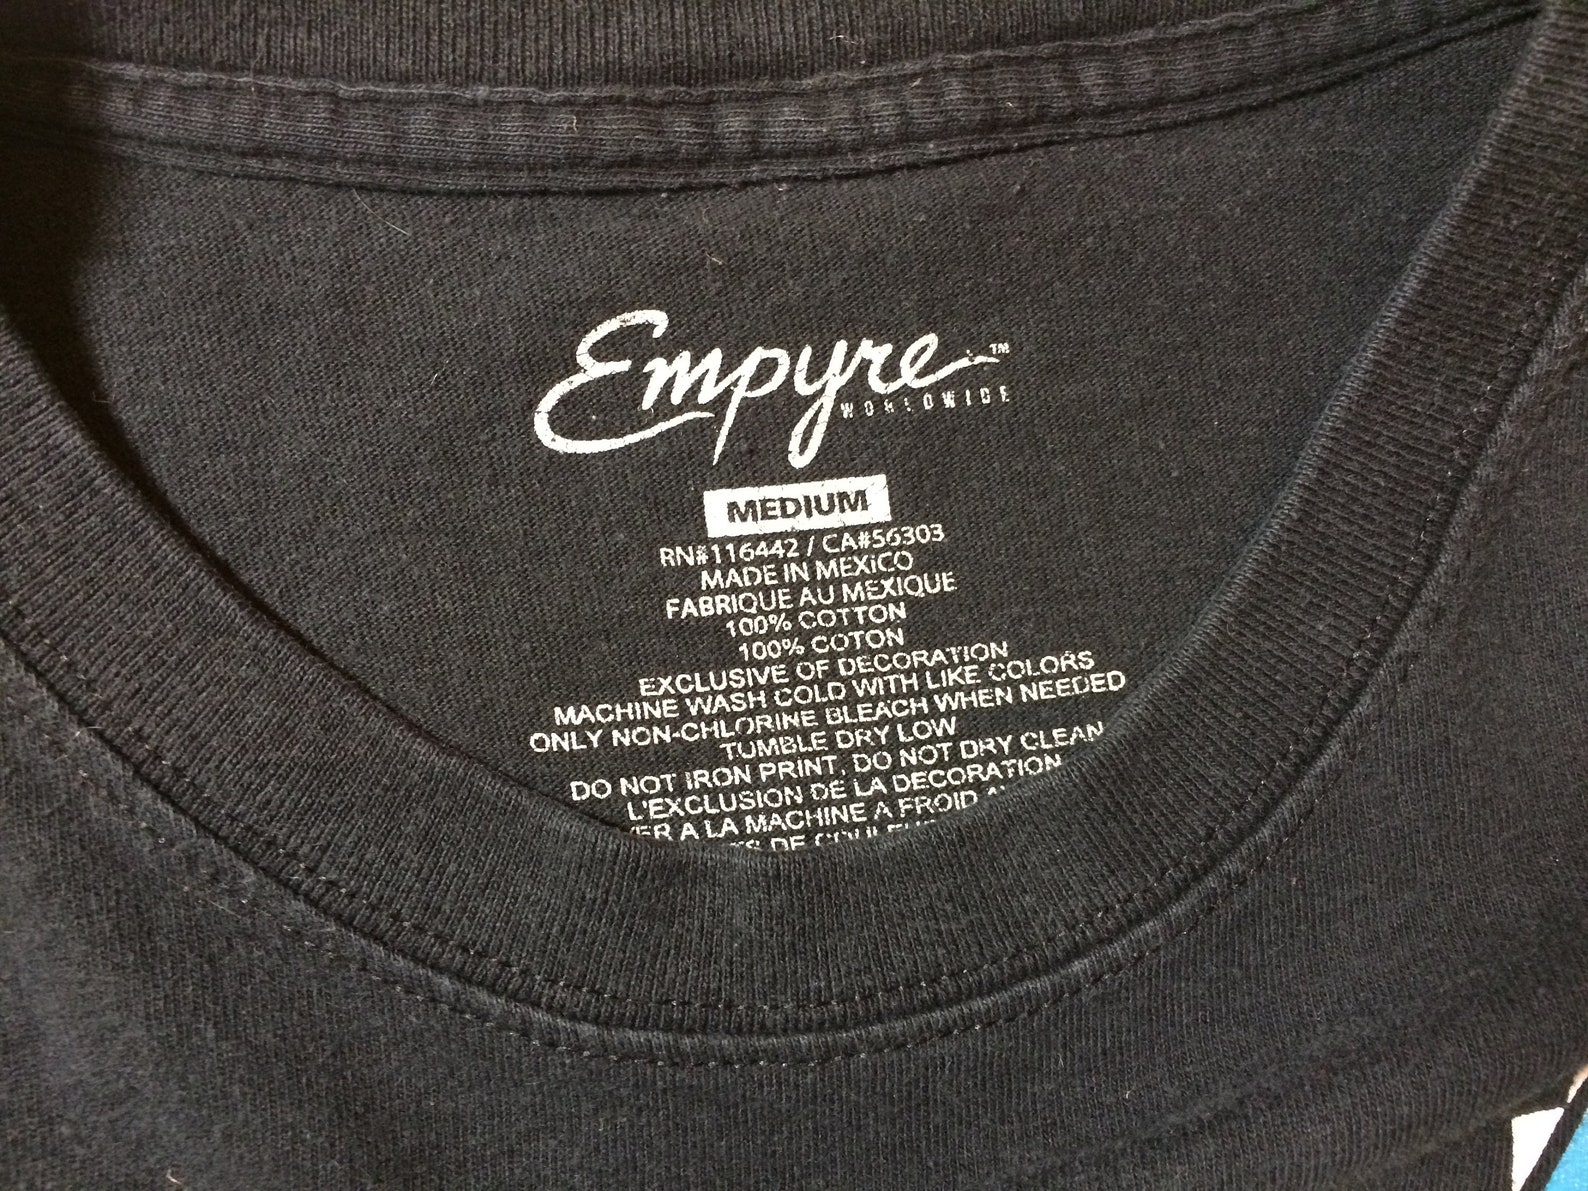 Empyre™
WORLDWIDE
MEDIUM
RN#116442 / CA#56303
MADE IN MEXICO
FABRIQUE AU MEXIQUE
100% COTTON
100% COTON
EXCLUSIVE OF DECORATION
MACHINE WASH COLD WITH LIKE COLORS
ONLY NON-CHLORINE BLEACH WHEN NEEDED
TUMBLE DRY LOW
DO NOT IRON PRINT, DO NOT DRY CLEAN
L'EXCLUSION DE LA DECORATION
A LA MACHINE A FROID
DE